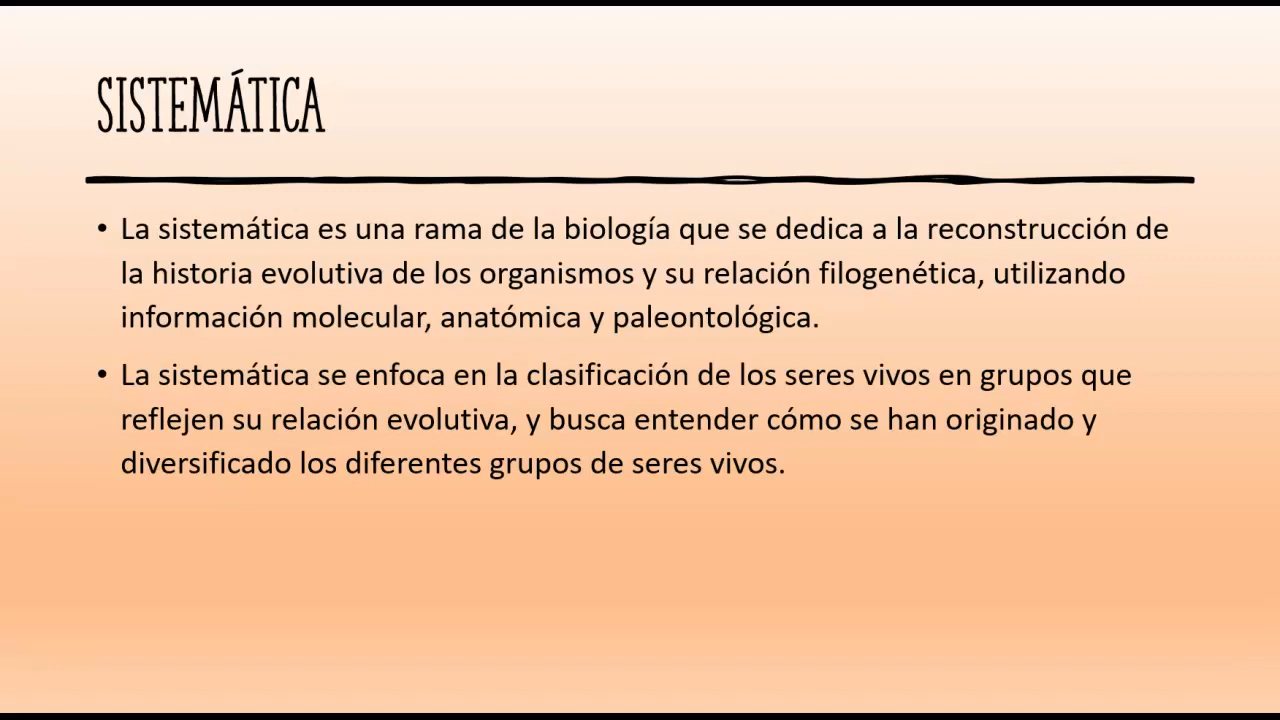 SISTEMÁTICA
• La sistemática es una rama de la biología que se dedica a la reconstrucción de
la historia evolutiva de los organismos y su relación filogenética, utilizando
información molecular, anatómica y paleontológica.
• La sistemática se enfoca en la clasificación de los seres vivos en grupos que
reflejen su relación evolutiva, y busca entender cómo se han originado y
diversificado los diferentes grupos de seres vivos.